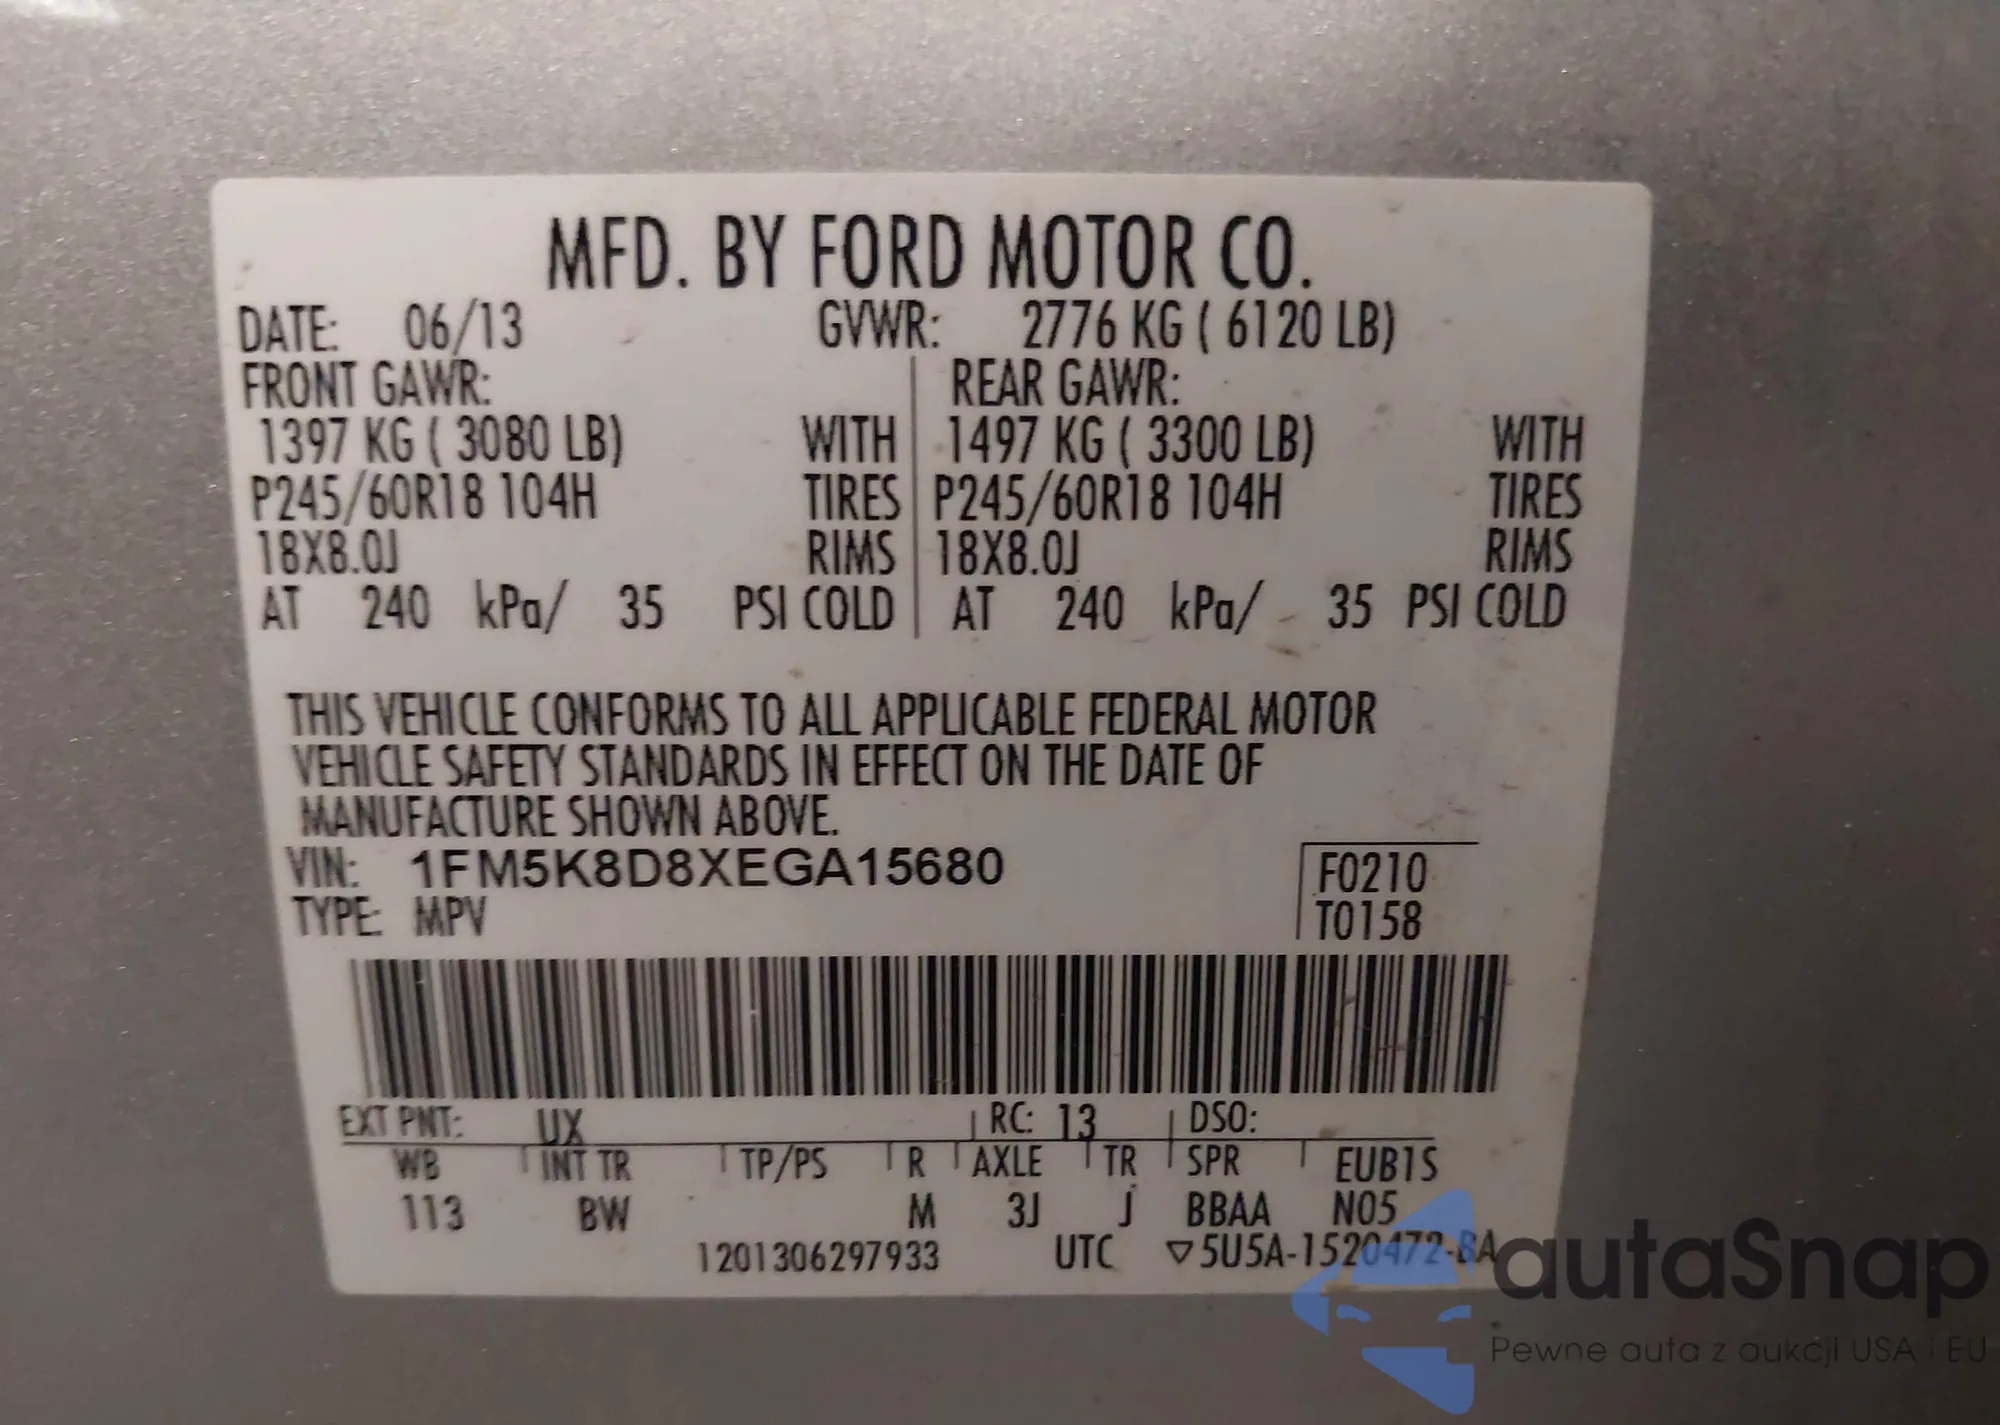 MFD. BY FORD MOTOR CO.
DATE: 06/13 GVWR: 2776 KG ( 6120 LB)
FRONT GAWR: REAR GAWR:
1397 KG ( 3080 LB) WITH 1497 KG ( 3300 LB) WITH
P245/60R18 104H TIRES P245/60R18 104H TIRES
18X8.0J RIMS 18X8.0J RIMS
AT 240 kPa/ 35 PSI COLD AT 240 kPa/ 35 PSI COLD
THIS VEHICLE CONFORMS TO ALL APPLICABLE FEDERAL MOTOR
VEHICLE SAFETY STANDARDS IN EFFECT ON THE DATE OF
MANUFACTURE SHOWN ABOVE.
VIN: 1FM5K8D8XEGA15680 F0210
TYPE: MPV T0158
EXT PNT: UX RC: 13 DSO:
WB INT TR TP/PS R AXLE TR SPR EUB1S
113 BW M 3J J BBAA N05
1201306297933 UTC ▽5U5A-1520472-BA
autaSnap
Pewne auta z aukcji USA i EU